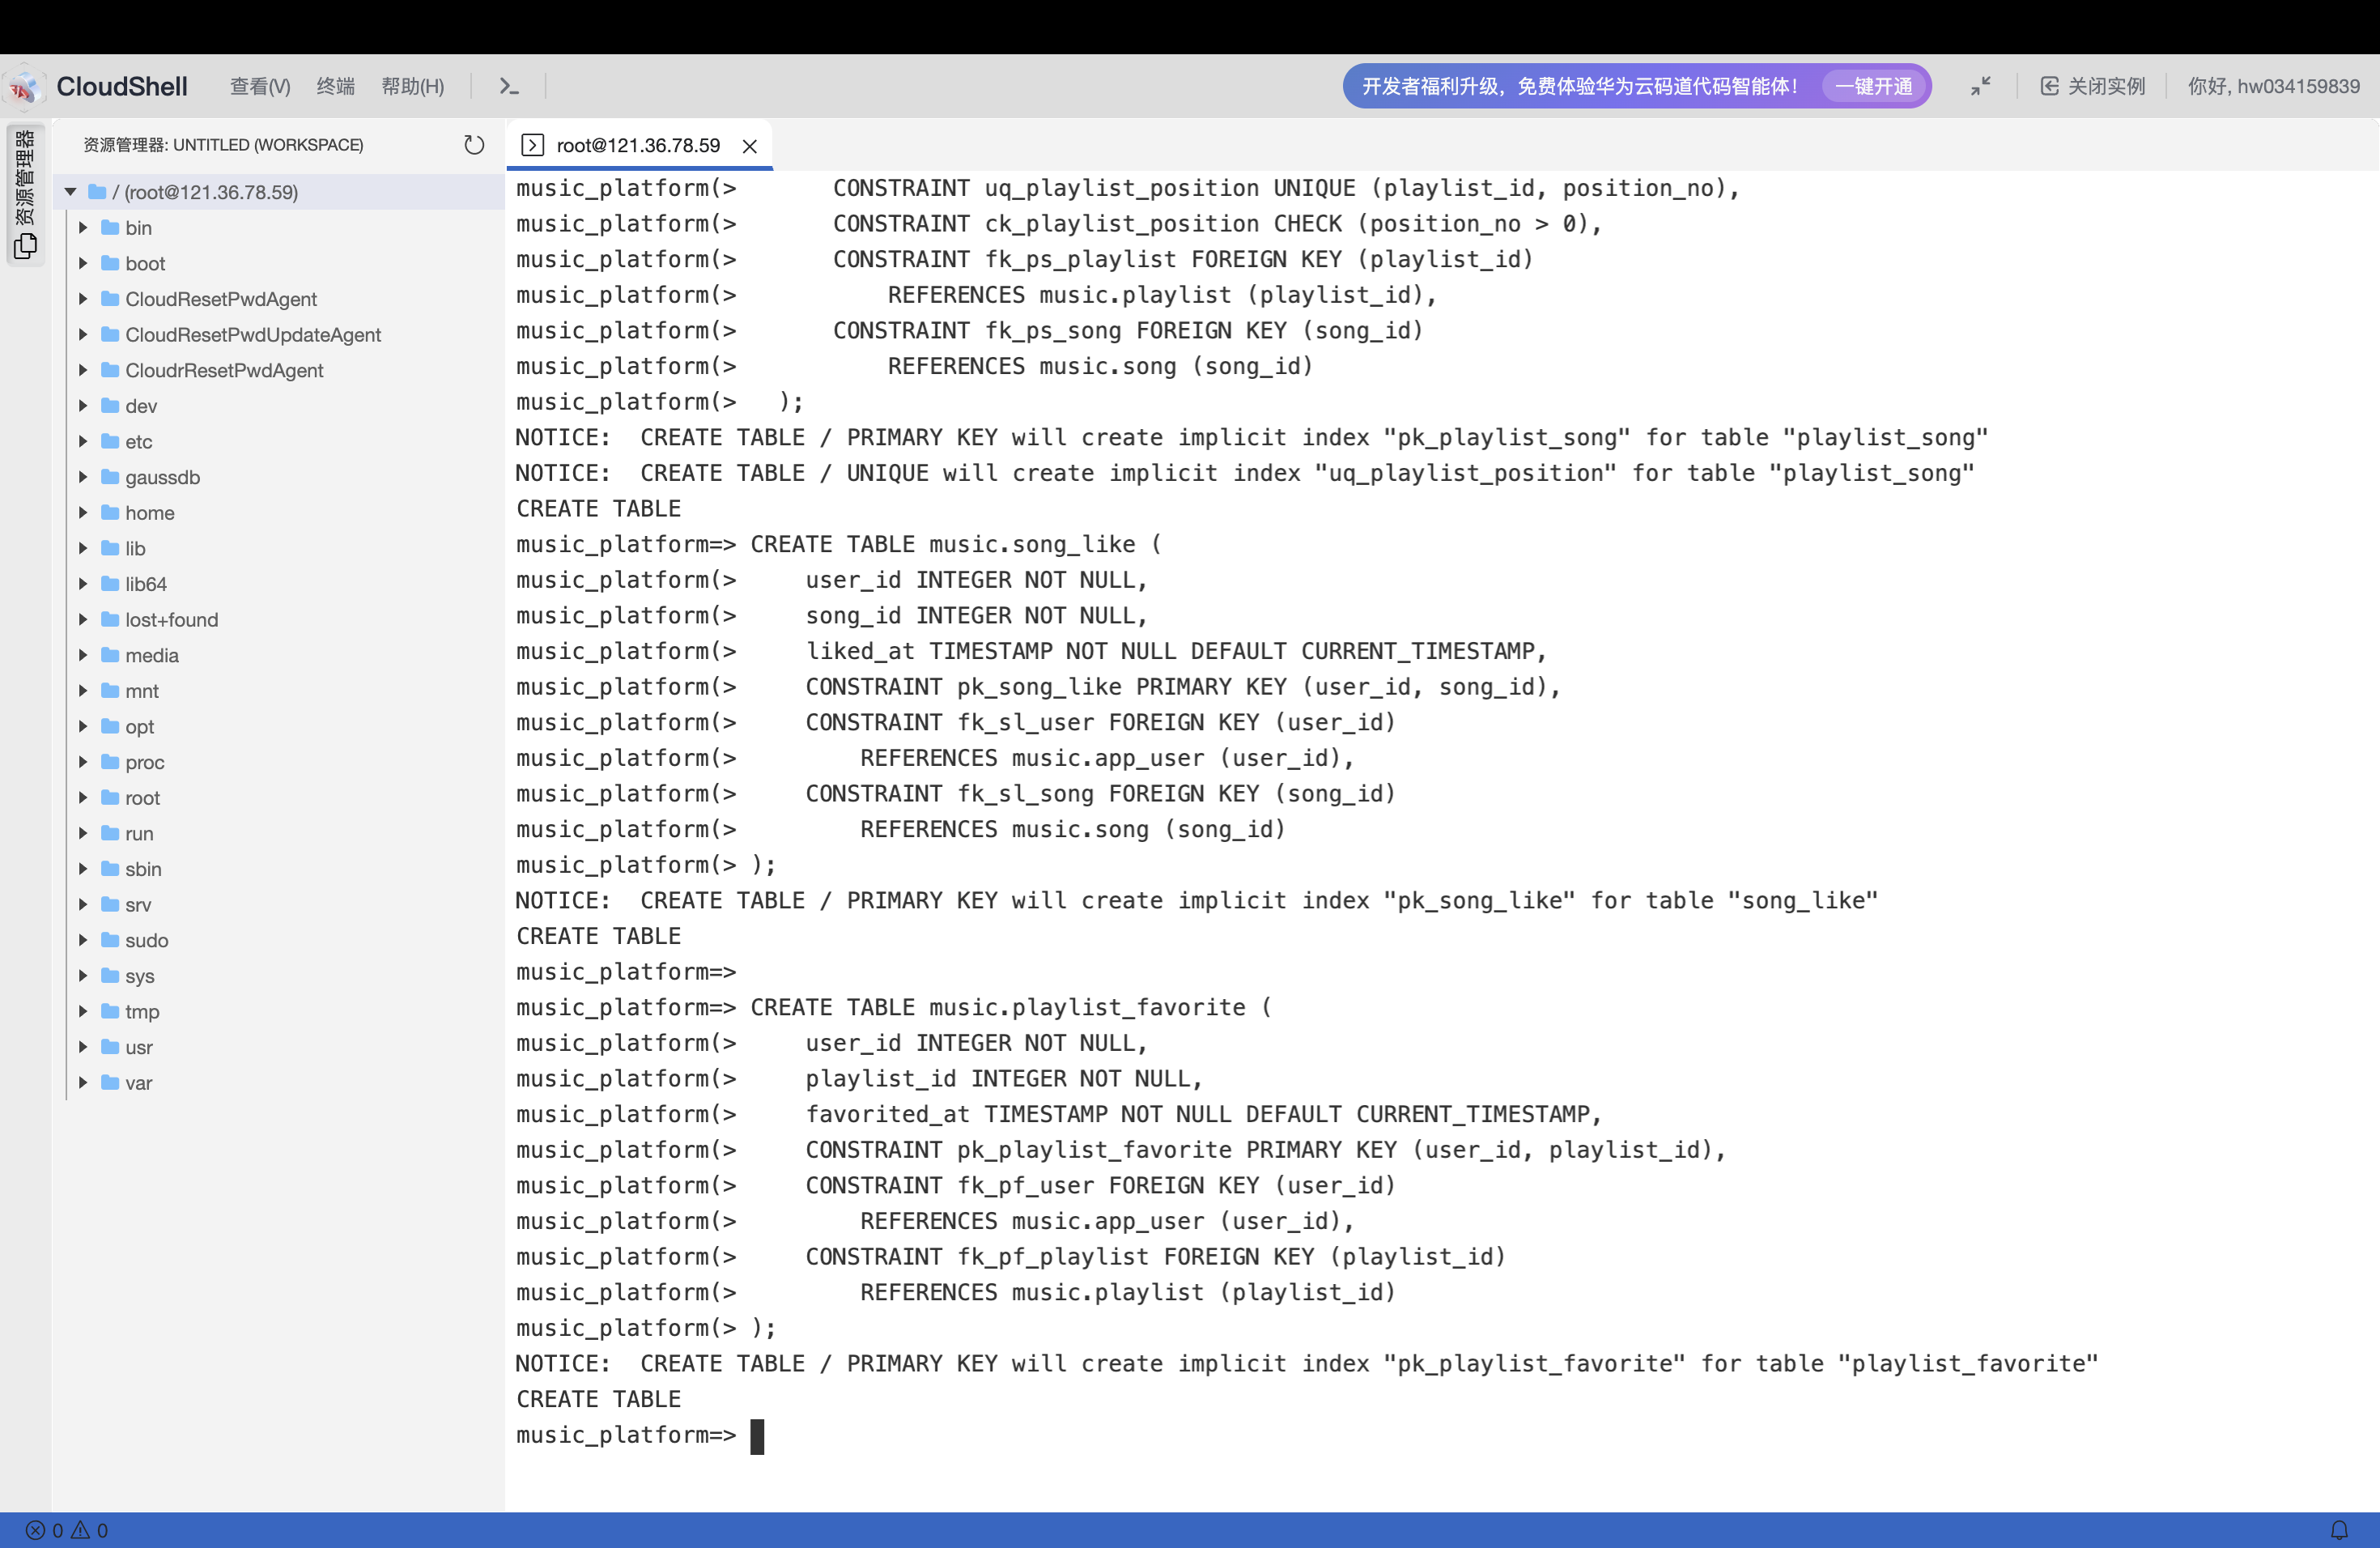 CloudShell 查看(V) 终端 帮助(H) 开发者福利升级，免费体验华为云码道代码智能体！ 一键开通 关闭实例 你好, hw034159839
资源管理器
资源管理器: UNTITLED (WORKSPACE)
/ (root@121.36.78.59)
bin
boot
CloudResetPwdAgent
CloudResetPwdUpdateAgent
CloudrResetPwdAgent
dev
etc
gaussdb
home
lib
lib64
lost+found
media
mnt
opt
proc
root
run
sbin
srv
sudo
sys
tmp
usr
var
root@121.36.78.59
music_platform(>       CONSTRAINT uq_playlist_position UNIQUE (playlist_id, position_no),
music_platform(>       CONSTRAINT ck_playlist_position CHECK (position_no > 0),
music_platform(>       CONSTRAINT fk_ps_playlist FOREIGN KEY (playlist_id)
music_platform(>           REFERENCES music.playlist (playlist_id),
music_platform(>       CONSTRAINT fk_ps_song FOREIGN KEY (song_id)
music_platform(>           REFERENCES music.song (song_id)
music_platform(>   );
NOTICE:  CREATE TABLE / PRIMARY KEY will create implicit index "pk_playlist_song" for table "playlist_song"
NOTICE:  CREATE TABLE / UNIQUE will create implicit index "uq_playlist_position" for table "playlist_song"
CREATE TABLE
music_platform=> CREATE TABLE music.song_like (
music_platform(>     user_id INTEGER NOT NULL,
music_platform(>     song_id INTEGER NOT NULL,
music_platform(>     liked_at TIMESTAMP NOT NULL DEFAULT CURRENT_TIMESTAMP,
music_platform(>     CONSTRAINT pk_song_like PRIMARY KEY (user_id, song_id),
music_platform(>     CONSTRAINT fk_sl_user FOREIGN KEY (user_id)
music_platform(>         REFERENCES music.app_user (user_id),
music_platform(>     CONSTRAINT fk_sl_song FOREIGN KEY (song_id)
music_platform(>         REFERENCES music.song (song_id)
music_platform(> );
NOTICE:  CREATE TABLE / PRIMARY KEY will create implicit index "pk_song_like" for table "song_like"
CREATE TABLE
music_platform=>
music_platform=> CREATE TABLE music.playlist_favorite (
music_platform(>     user_id INTEGER NOT NULL,
music_platform(>     playlist_id INTEGER NOT NULL,
music_platform(>     favorited_at TIMESTAMP NOT NULL DEFAULT CURRENT_TIMESTAMP,
music_platform(>     CONSTRAINT pk_playlist_favorite PRIMARY KEY (user_id, playlist_id),
music_platform(>     CONSTRAINT fk_pf_user FOREIGN KEY (user_id)
music_platform(>         REFERENCES music.app_user (user_id),
music_platform(>     CONSTRAINT fk_pf_playlist FOREIGN KEY (playlist_id)
music_platform(>         REFERENCES music.playlist (playlist_id)
music_platform(> );
NOTICE:  CREATE TABLE / PRIMARY KEY will create implicit index "pk_playlist_favorite" for table "playlist_favorite"
CREATE TABLE
music_platform=>
0 0